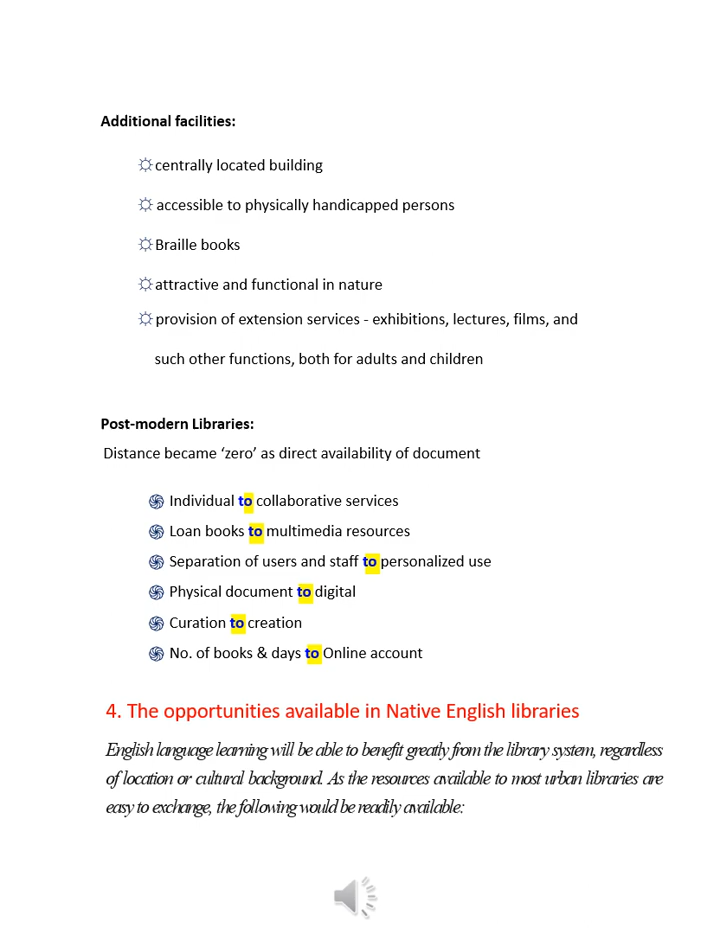 Additional facilities:
centrally located building
accessible to physically handicapped persons
Braille books
attractive and functional in nature
provision of extension services - exhibitions, lectures, films, and
such other functions, both for adults and children
Post-modern Libraries:
Distance became ‘zero’ as direct availability of document
Individual to collaborative services
Loan books to multimedia resources
Separation of users and staff to personalized use
Physical document to digital
Curation to creation
No. of books & days to Online account
4. The opportunities available in Native English libraries
English language learning will be able to benefit greatly from the library system, regardless
of location or cultural background. As the resources available to most urban libraries are
easy to exchange, the following would be readily available: